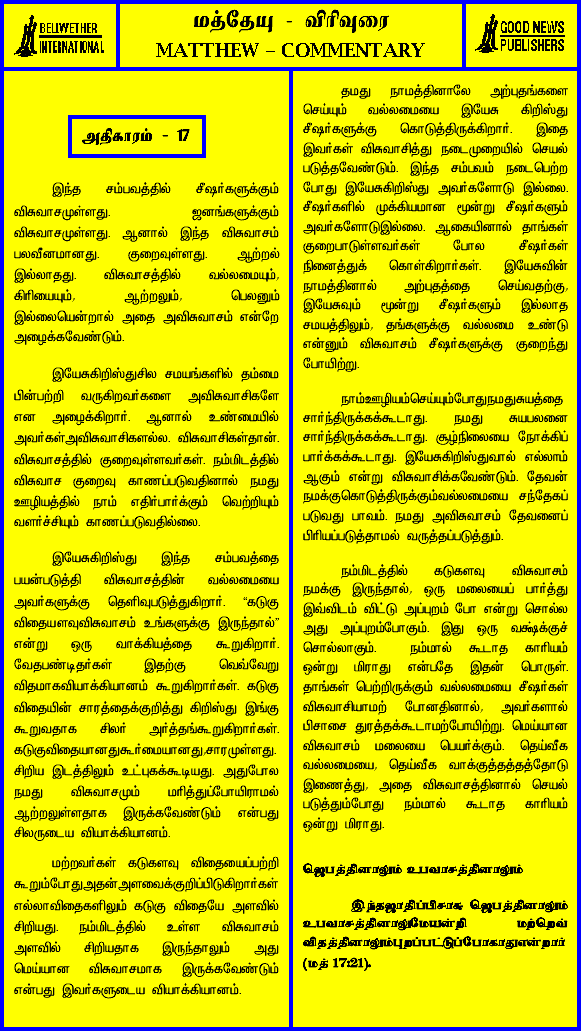 BELLWETHER
INTERNATIONAL
மத்தேயு - விரிவுரை
MATTHEW – COMMENTARY
GOOD NEWS
PUBLISHERS
அதிகாரம் - 17
இந்த சம்பவத்தில் சீஷர்களுக்கும்
விசுவாசமுள்ளது. ஜனங்களுக்கும்
விசுவாசமுள்ளது. ஆனால் இந்த விசுவாசம்
பலவீனமானது. குறைவுள்ளது. ஆற்றல்
இல்லாதது. விசுவாசத்தில் வல்லமையும்,
கிரியையும், ஆற்றலும், பெலனும்
இல்லையென்றால் அதை அவிசுவாசம் என்றே
அழைக்கவேண்டும்.
இயேசுகிறிஸ்துசில சமயங்களில் தம்மை
பின்பற்றி வருகிறவர்களை அவிசுவாசிகளே
என அழைக்கிறார். ஆனால் உண்மையில்
அவர்கள்அவிசுவாசிகளல்ல. விசுவாசிகள்தான்.
விசுவாசத்தில் குறைவுள்ளவர்கள். நம்மிடத்தில்
விசுவாச குறைவு காணப்படுவதினால் நமது
ஊழியத்தில் நாம் எதிர்பார்க்கும் வெற்றியும்
வளர்ச்சியும் காணப்படுவதில்லை.
இயேசுகிறிஸ்து இந்த சம்பவத்தை
பயன்படுத்தி விசுவாசத்தின் வல்லமையை
அவர்களுக்கு தெளிவுபடுத்துகிறார். “கடுகு
விதையளவுவிசுவாசம் உங்களுக்கு இருந்தால்”
என்று ஒரு வாக்கியத்தை கூறுகிறார்.
வேதபண்டிதர்கள் இதற்கு வெவ்வேறு
விதமாகவியாக்கியானம் கூறுகிறார்கள். கடுகு
விதையின் சாரத்தைக்குறித்து கிறிஸ்து இங்கு
கூறுவதாக சிலர் அர்த்தங்கூறுகிறார்கள்.
கடுகுவிதையானதுகூர்மையானது,சாரமுள்ளது.
சிறிய இடத்திலும் உட்புகக்கூடியது. அதுபோல
நமது விசுவாசமும் மரித்துப்போயிராமல்
ஆற்றலுள்ளதாக இருக்கவேண்டும் என்பது
சிலருடைய வியாக்கியானம்.
மற்றவர்கள் கடுகளவு விதையைப்பற்றி
கூறும்போதுஅதன்அளவைக்குறிப்பிடுகிறார்கள்
எல்லாவிதைகளிலும் கடுகு விதையே அளவில்
சிறியது. நம்மிடத்தில் உள்ள விசுவாசம்
அளவில் சிறியதாக இருந்தாலும் அது
மெய்யான விசுவாசமாக இருக்கவேண்டும்
என்பது இவர்களுடைய வியாக்கியானம்.
தமது நாமத்தினாலே அற்புதங்களை
செய்யும் வல்லமையை இயேசு கிறிஸ்து
சீஷர்களுக்கு கொடுத்திருக்கிறார். இதை
இவர்கள் விசுவாசித்து நடைமுறையில் செயல்
படுத்தவேண்டும். இந்த சம்பவம் நடைபெற்ற
போது இயேசுகிறிஸ்து அவர்களோடு இல்லை.
சீஷர்களில் முக்கியமான மூன்று சீஷர்களும்
அவர்களோடுஇல்லை. ஆகையினால் தாங்கள்
குறைபாடுள்ளவர்கள் போல சீஷர்கள்
நினைத்துக் கொள்கிறார்கள். இயேசுவின்
நாமத்தினால் அற்புதத்தை செய்வதற்கு,
இயேசுவும் மூன்று சீஷர்களும் இல்லாத
சமயத்திலும், தங்களுக்கு வல்லமை உண்டு
என்னும் விசுவாசம் சீஷர்களுக்கு குறைந்து
போயிற்று.
நாம்ஊழியம்செய்யும்போதுநமதுசுயத்தை
சார்ந்திருக்கக்கூடாது. நமது சுயபலனை
சார்ந்திருக்கக்கூடாது. சூழ்நிலையை நோக்கிப்
பார்க்கக்கூடாது. இயேசுகிறிஸ்துவால் எல்லாம்
ஆகும் என்று விசுவாசிக்கவேண்டும். தேவன்
நமக்குகொடுத்திருக்கும்வல்லமையை சந்தேகப்
படுவது பாவம். நமது அவிசுவாசம் தேவனைப்
பிரியப்படுத்தாமல் வருத்தப்படுத்தும்.
நம்மிடத்தில் கடுகளவு விசுவாசம்
நமக்கு இருந்தால், ஒரு மலையைப் பார்த்து
இவ்விடம் விட்டு அப்புறம் போ என்று சொல்ல
அது அப்புறம்போகும். இது ஒரு வக்ஷக்குச்
சொல்லாகும். நம்மால் கூடாத காரியம்
ஒன்று மிராது என்பதே இதன் பொருள்.
தாங்கள் பெற்றிருக்கும் வல்லமையை சீஷர்கள்
விசுவாசியாமற் போனதினால், அவர்களால்
பிசாசை துரத்தக்கூடாமற்போயிற்று. மெய்யான
விசுவாசம் மலையை பெயர்க்கும். தெய்வீக
வல்லமையை, தெய்வீக வாக்குத்தத்தத்தோடு
இணைத்து, அதை விசுவாசத்தினால் செயல்
படுத்தும்போது நம்மால் கூடாத காரியம்
ஒன்று மிராது.
ஜெபத்தினாலும் உபவாசத்தினாலும்
இந்தஜாதிப்பிசாசு ஜெபத்தினாலும்
உபவாசத்தினாலுமேயன்றி மற்றெவ்
விதத்தினாலும்புறப்பட்டுப்போகாதுஎன்றார்
(மத் 17:21).